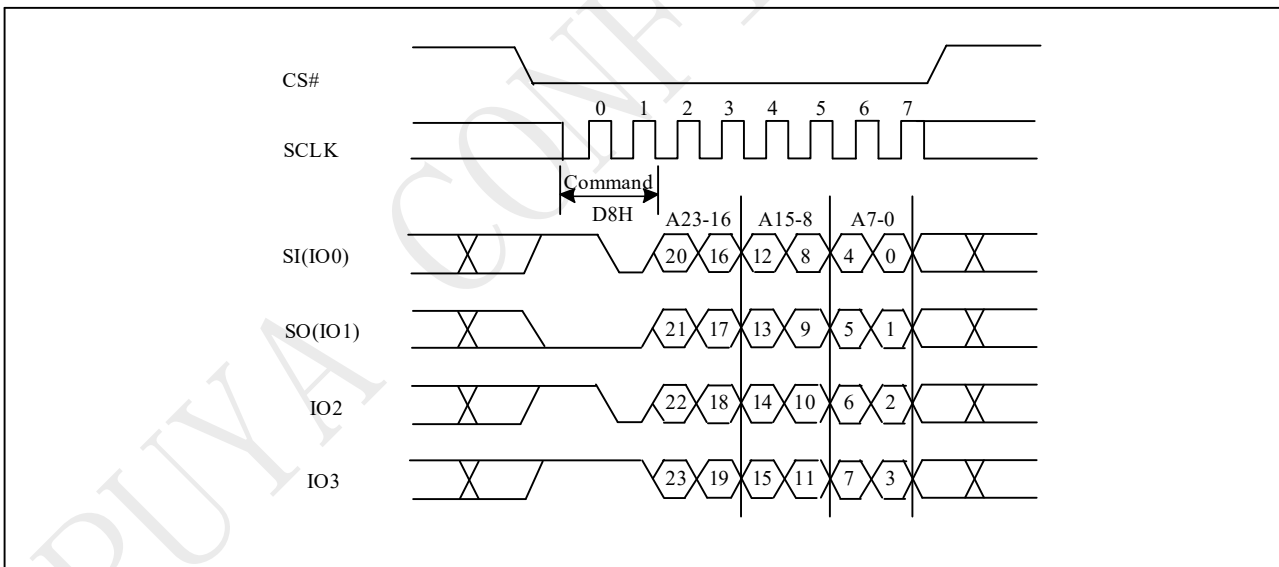 PUYA CONF
CS#
0 1 2 3 4 5 6 7
SCLK
Command
D8H
A23-16 A15-8 A7-0
SI(IO0) 20 16 12 8 4 0
SO(IO1) 21 17 13 9 5 1
IO2 22 18 14 10 6 2
IO3 23 19 15 11 7 3